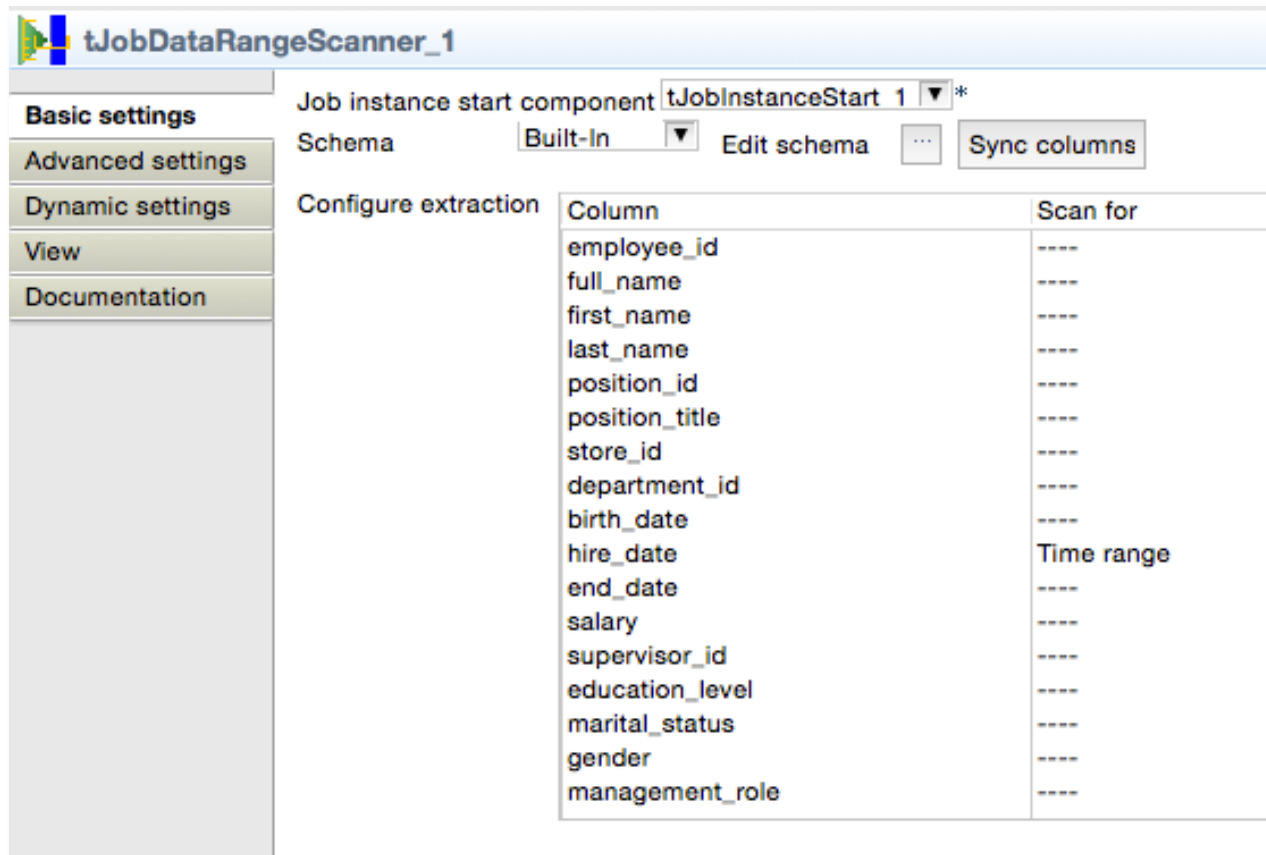 tJobDataRangeScanner_1
Basic settings
Advanced settings
Dynamic settings
View
Documentation
Job instance start component tJobInstanceStart_1 *
Schema Built-In Edit schema ... Sync columns
Configure extraction Column Scan for
employee_id ----
full_name ----
first_name ----
last_name ----
position_id ----
position_title ----
store_id ----
department_id ----
birth_date ----
hire_date Time range
end_date ----
salary ----
supervisor_id ----
education_level ----
marital_status ----
gender ----
management_role ----